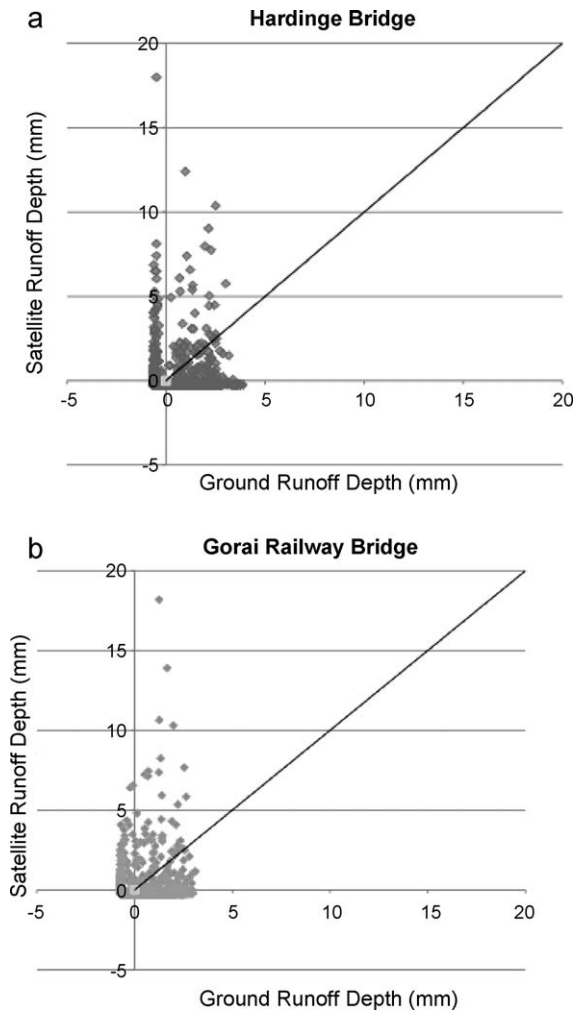 a
Hardinge Bridge
20
15
10
5
0
-5
-5 0 5 10 15 20
Satellite Runoff Depth (mm)
Ground Runoff Depth (mm)
b
Gorai Railway Bridge
20
15
10
5
0
-5
-5 0 5 10 15 20
Satellite Runoff Depth (mm)
Ground Runoff Depth (mm)